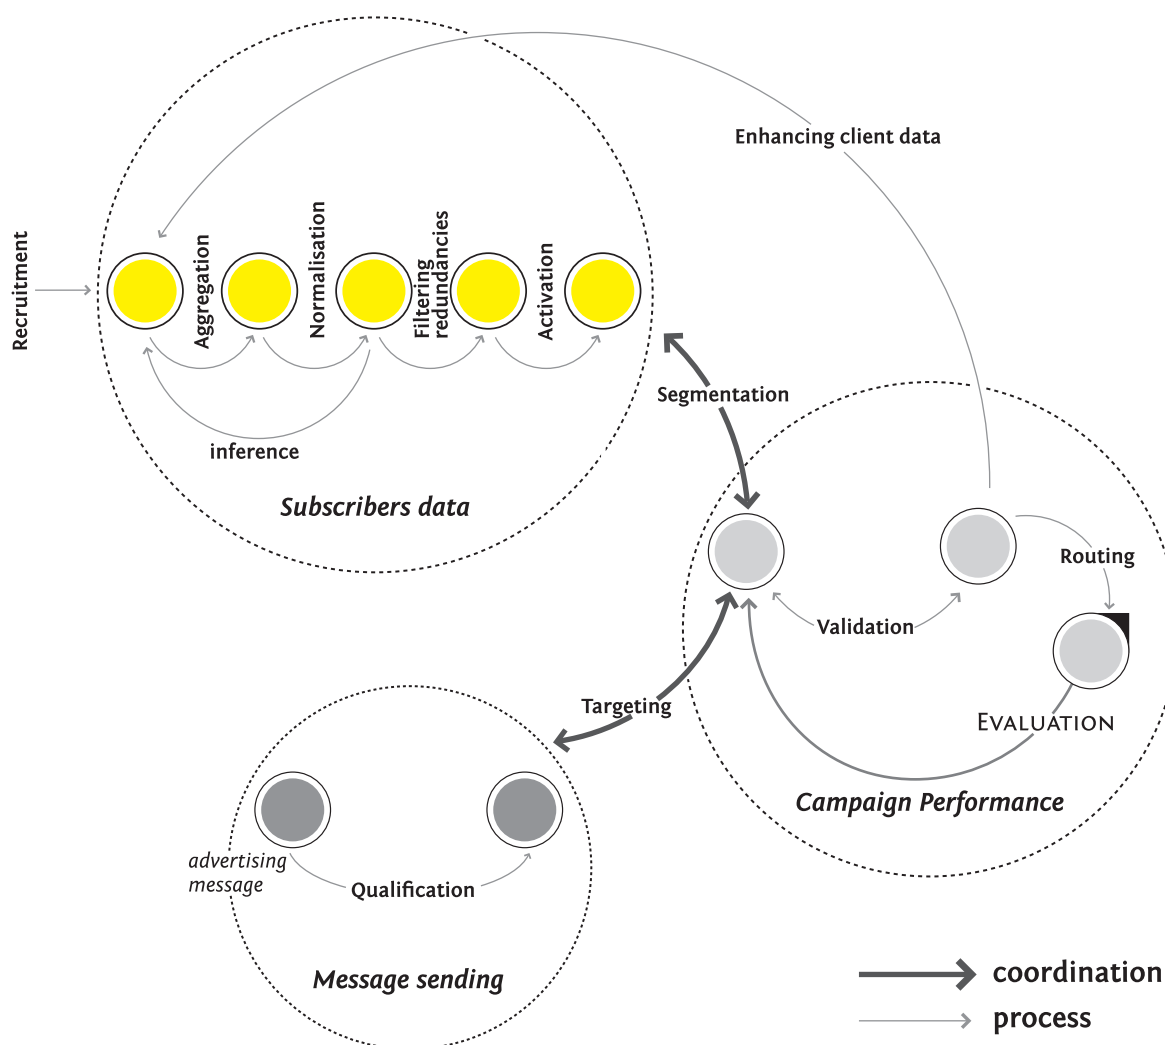 Enhancing client data
Recruitment
Aggregation
Normalisation
Filtering
redundancies
Activation
inference
Subscribers data
Segmentation
Routing
Validation
Targeting
EVALUATION
Campaign Performance
advertising
message
Qualification
Message sending
coordination
process